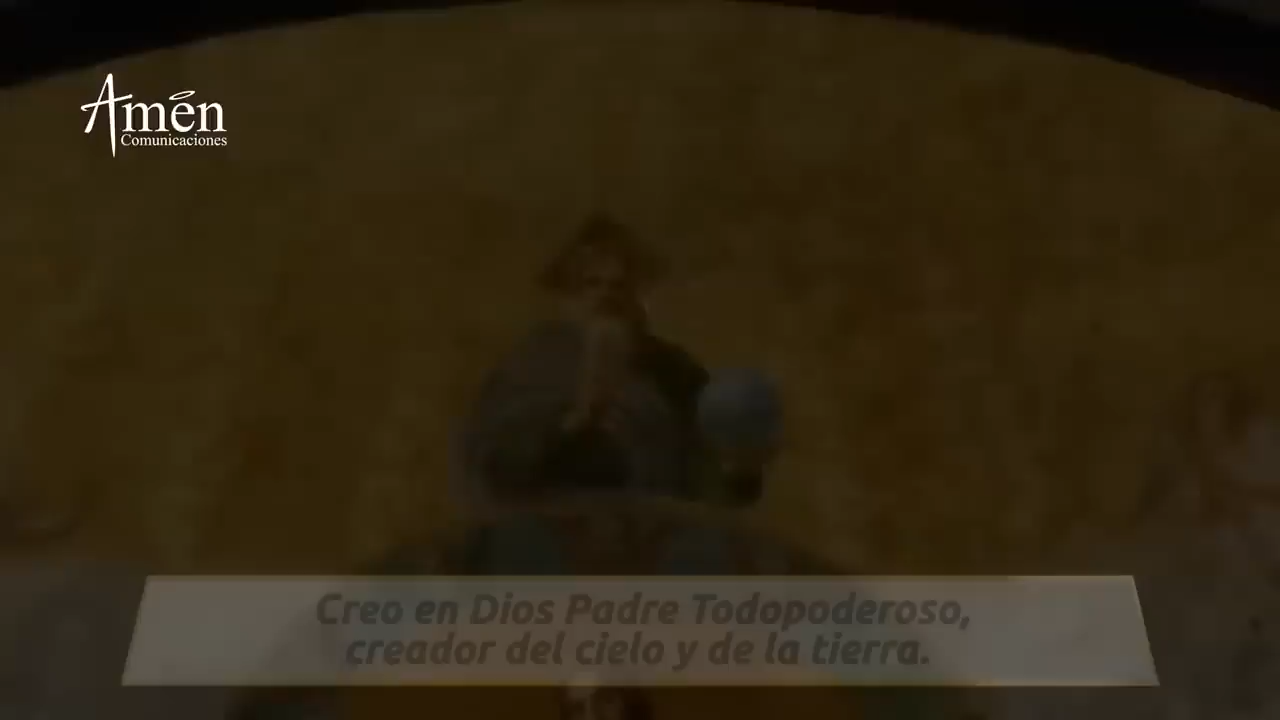 Amén
Comunicaciones
Creo en Dios Padre Todopoderoso,
creador del cielo y de la tierra.